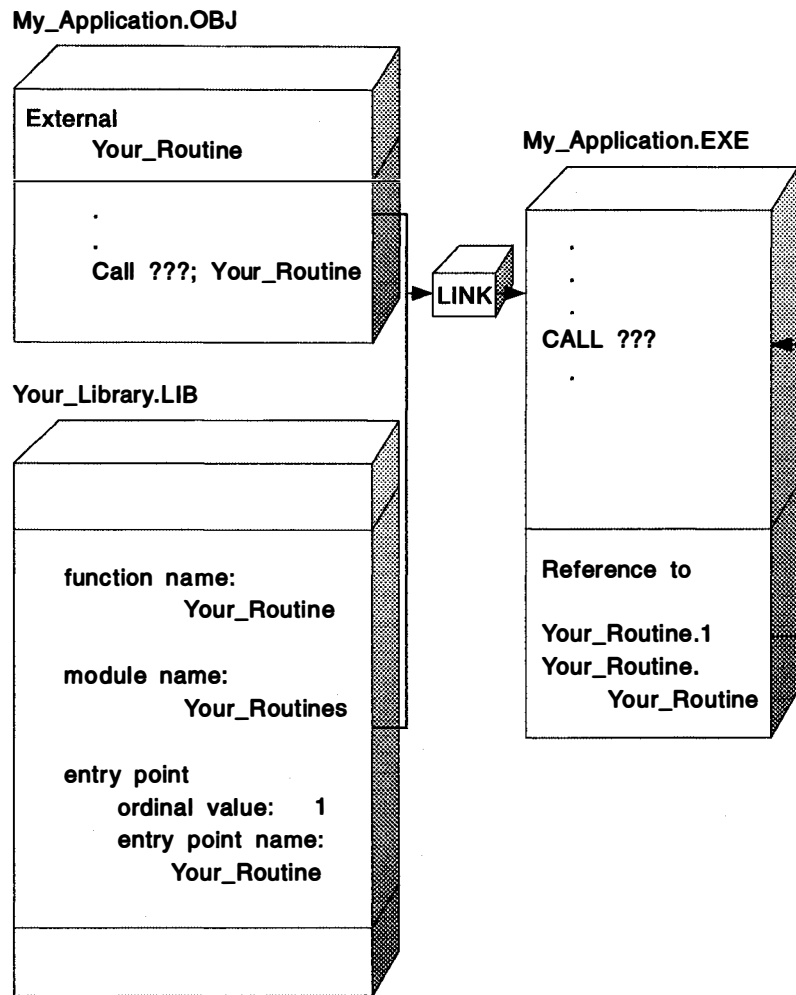 My_Application.OBJ
External
Your_Routine
.
.
Call ???; Your_Routine
Your_Library.LIB
function name:
Your_Routine
module name:
Your_Routines
entry point
ordinal value: 1
entry point name:
Your_Routine
LINK
My_Application.EXE
.
.
.
CALL ???
.
Reference to
Your_Routine.1
Your_Routine.
Your_Routine